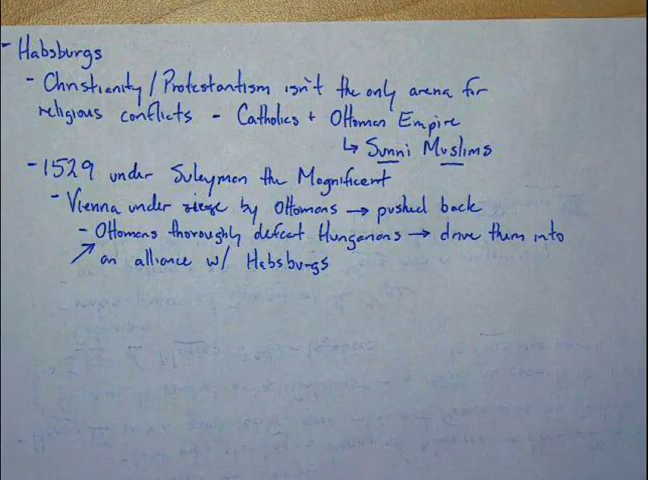 - Habsburgs
- Christianity/Protestantism isn't the only arena for
religious conflicts - Catholics + Ottoman Empire
↳ Sunni Muslims
- 1529 under Suleyman the Magnificent
- Vienna under siege by Ottomans → pushed back
- Ottomans thoroughly defeat Hungarians → drive them into
↗ an alliance w/ Habsburgs